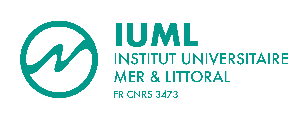 IUML
INSTITUT UNIVERSITAIRE
MER & LITTORAL
FR CNRS 3473